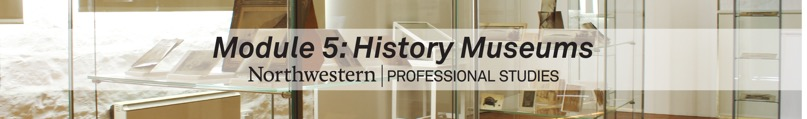 Module 5: History Museums
Northwestern | PROFESSIONAL STUDIES